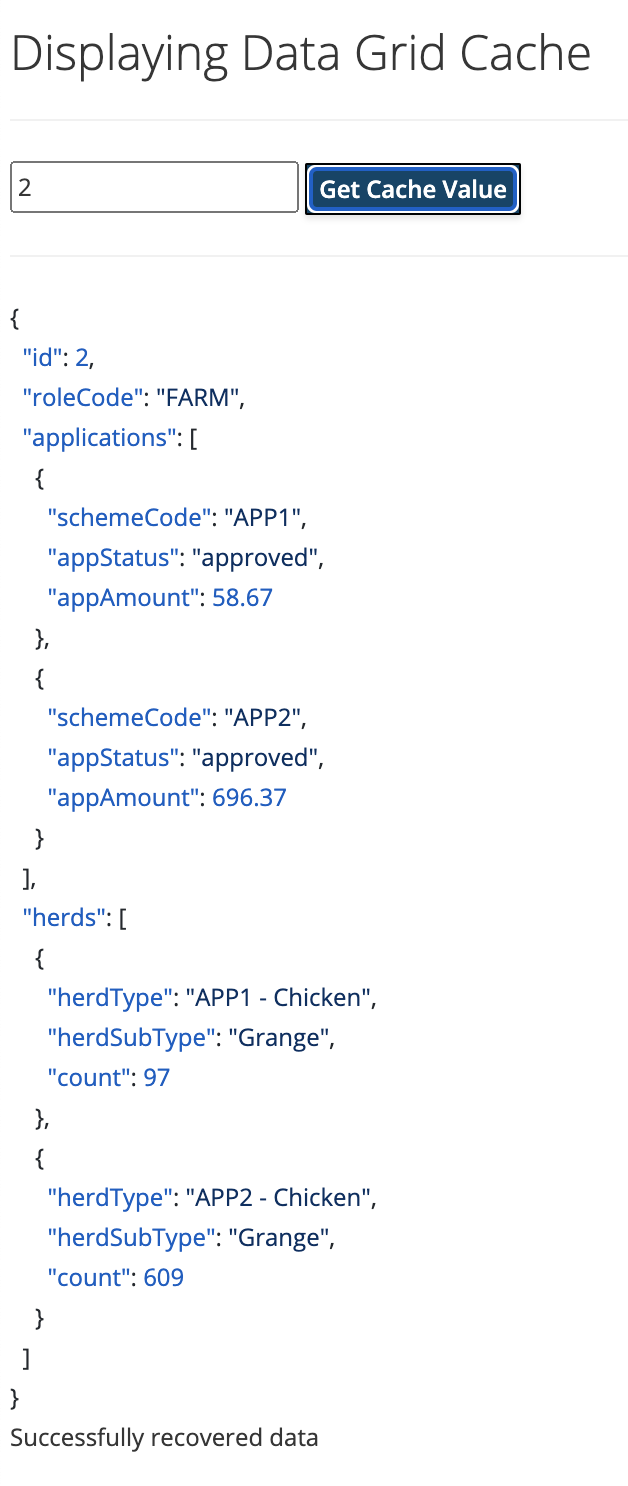 Displaying Data Grid Cache
2 Get Cache Value
{
"id": 2,
"roleCode": "FARM",
"applications": [
{
"schemeCode": "APP1",
"appStatus": "approved",
"appAmount": 58.67
},
{
"schemeCode": "APP2",
"appStatus": "approved",
"appAmount": 696.37
}
],
"herds": [
{
"herdType": "APP1 - Chicken",
"herdSubType": "Grange",
"count": 97
},
{
"herdType": "APP2 - Chicken",
"herdSubType": "Grange",
"count": 609
}
]
}
Successfully recovered data